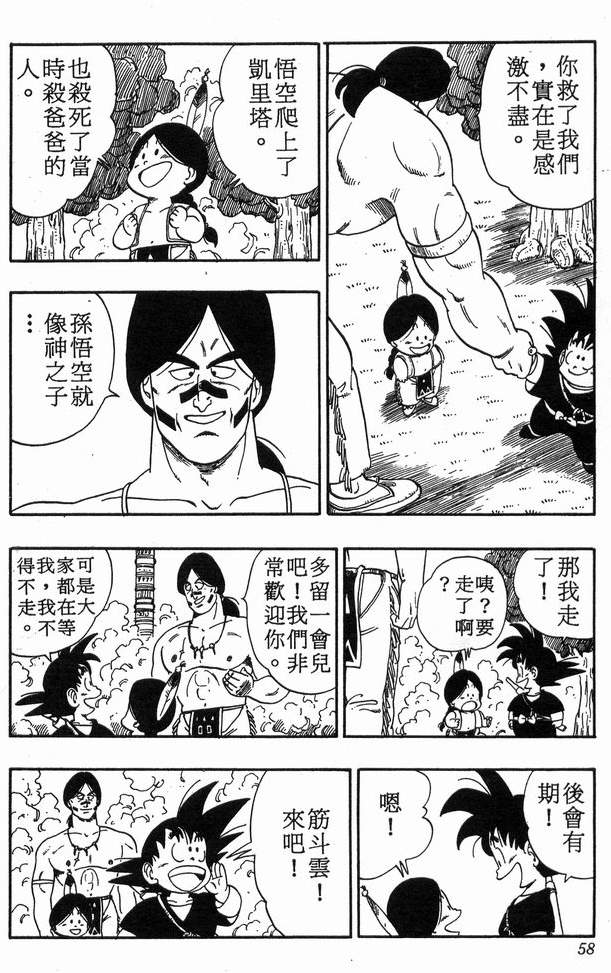 你救了我們
，實在是感
激不盡。
悟空爬上了
凱里塔。
也殺死了當
時殺爸爸的
人。
孫悟空就
像神之子
…
那我走
了！
咦？要
走了啊
？
多留一會兒
吧！我們非
常歡迎你。
可是大
家都在等
我，我不
得不走。
後會有
期！
嗯！
筋斗雲！
來吧！
58